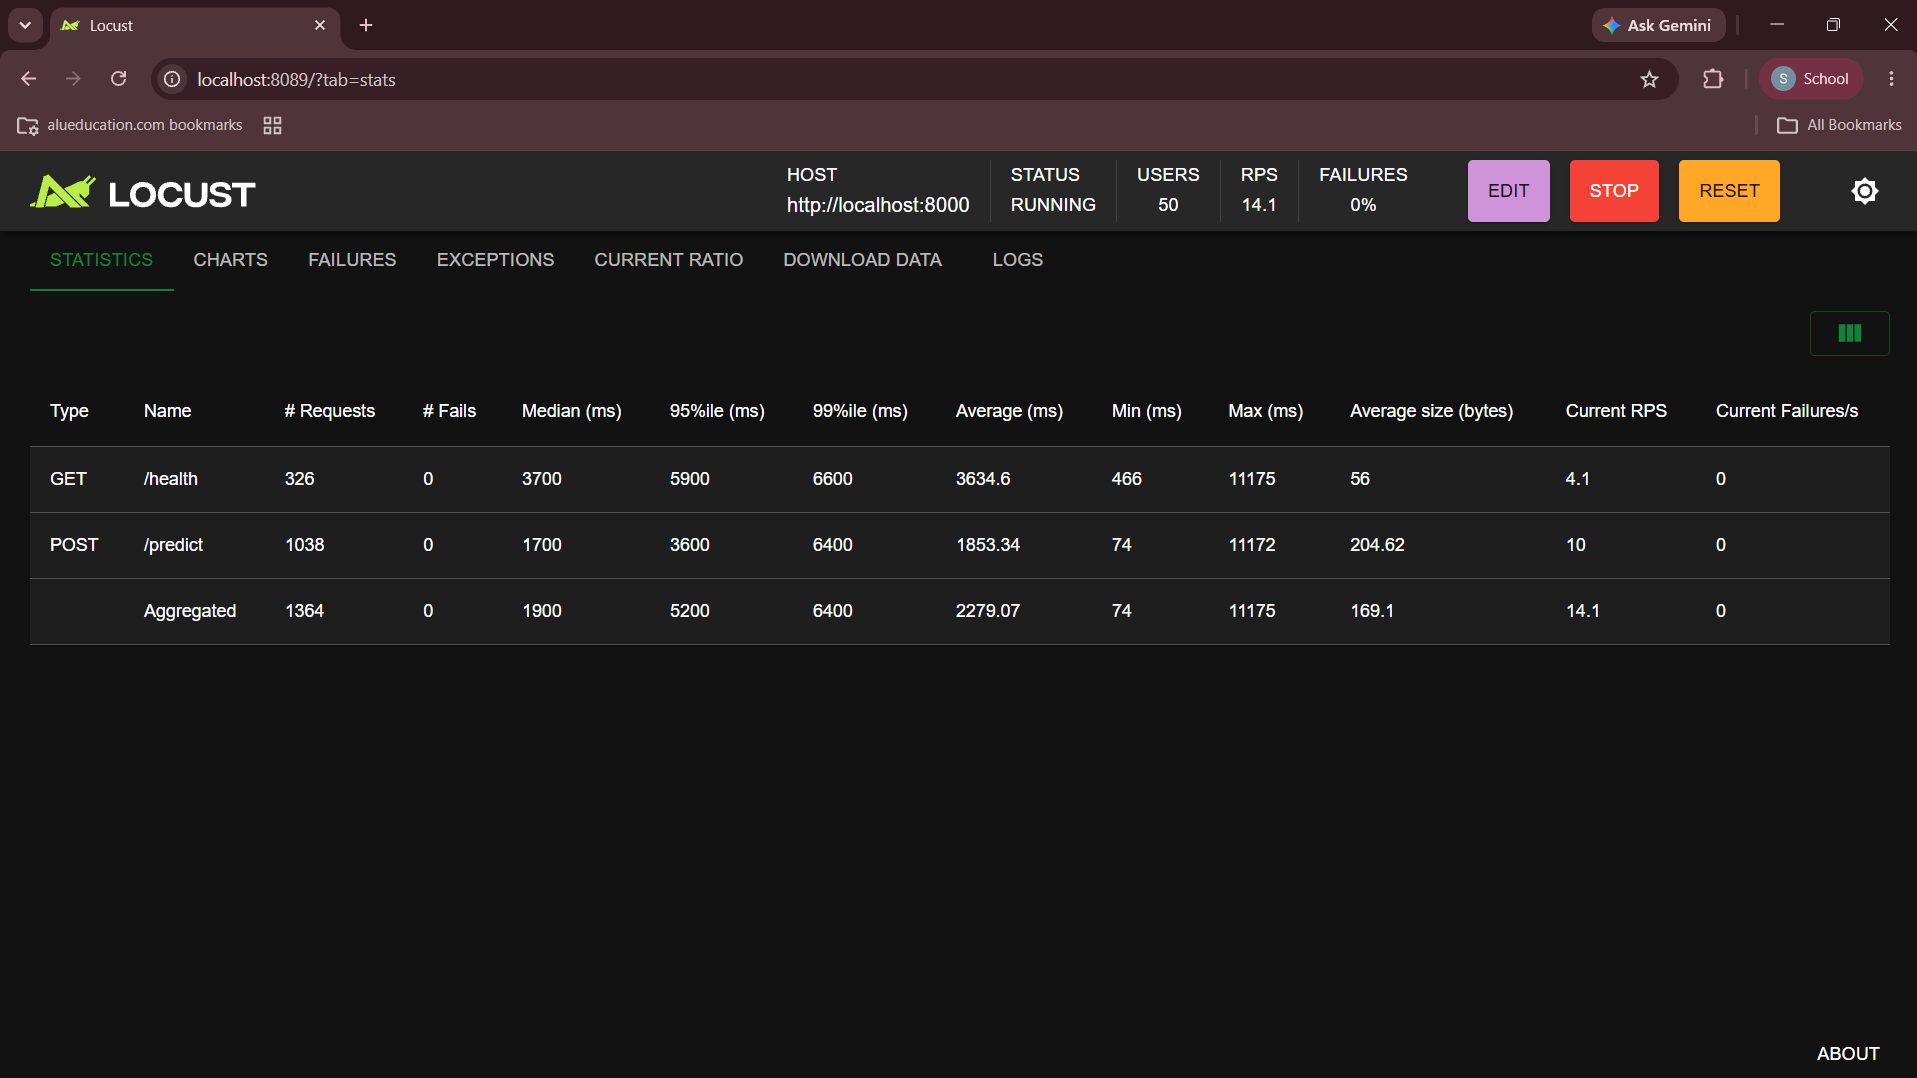 Locust
Ask Gemini
localhost:8089/?tab=stats
S School
alueducation.com bookmarks
All Bookmarks
LOCUST
HOST
http://localhost:8000
STATUS
RUNNING
USERS
50
RPS
14.1
FAILURES
0%
EDIT
STOP
RESET
STATISTICS CHARTS FAILURES EXCEPTIONS CURRENT RATIO DOWNLOAD DATA LOGS
Type Name # Requests # Fails Median (ms) 95%ile (ms) 99%ile (ms) Average (ms) Min (ms) Max (ms) Average size (bytes) Current RPS Current Failures/s
GET /health 326 0 3700 5900 6600 3634.6 466 11175 56 4.1 0
POST /predict 1038 0 1700 3600 6400 1853.34 74 11172 204.62 10 0
Aggregated 1364 0 1900 5200 6400 2279.07 74 11175 169.1 14.1 0
ABOUT